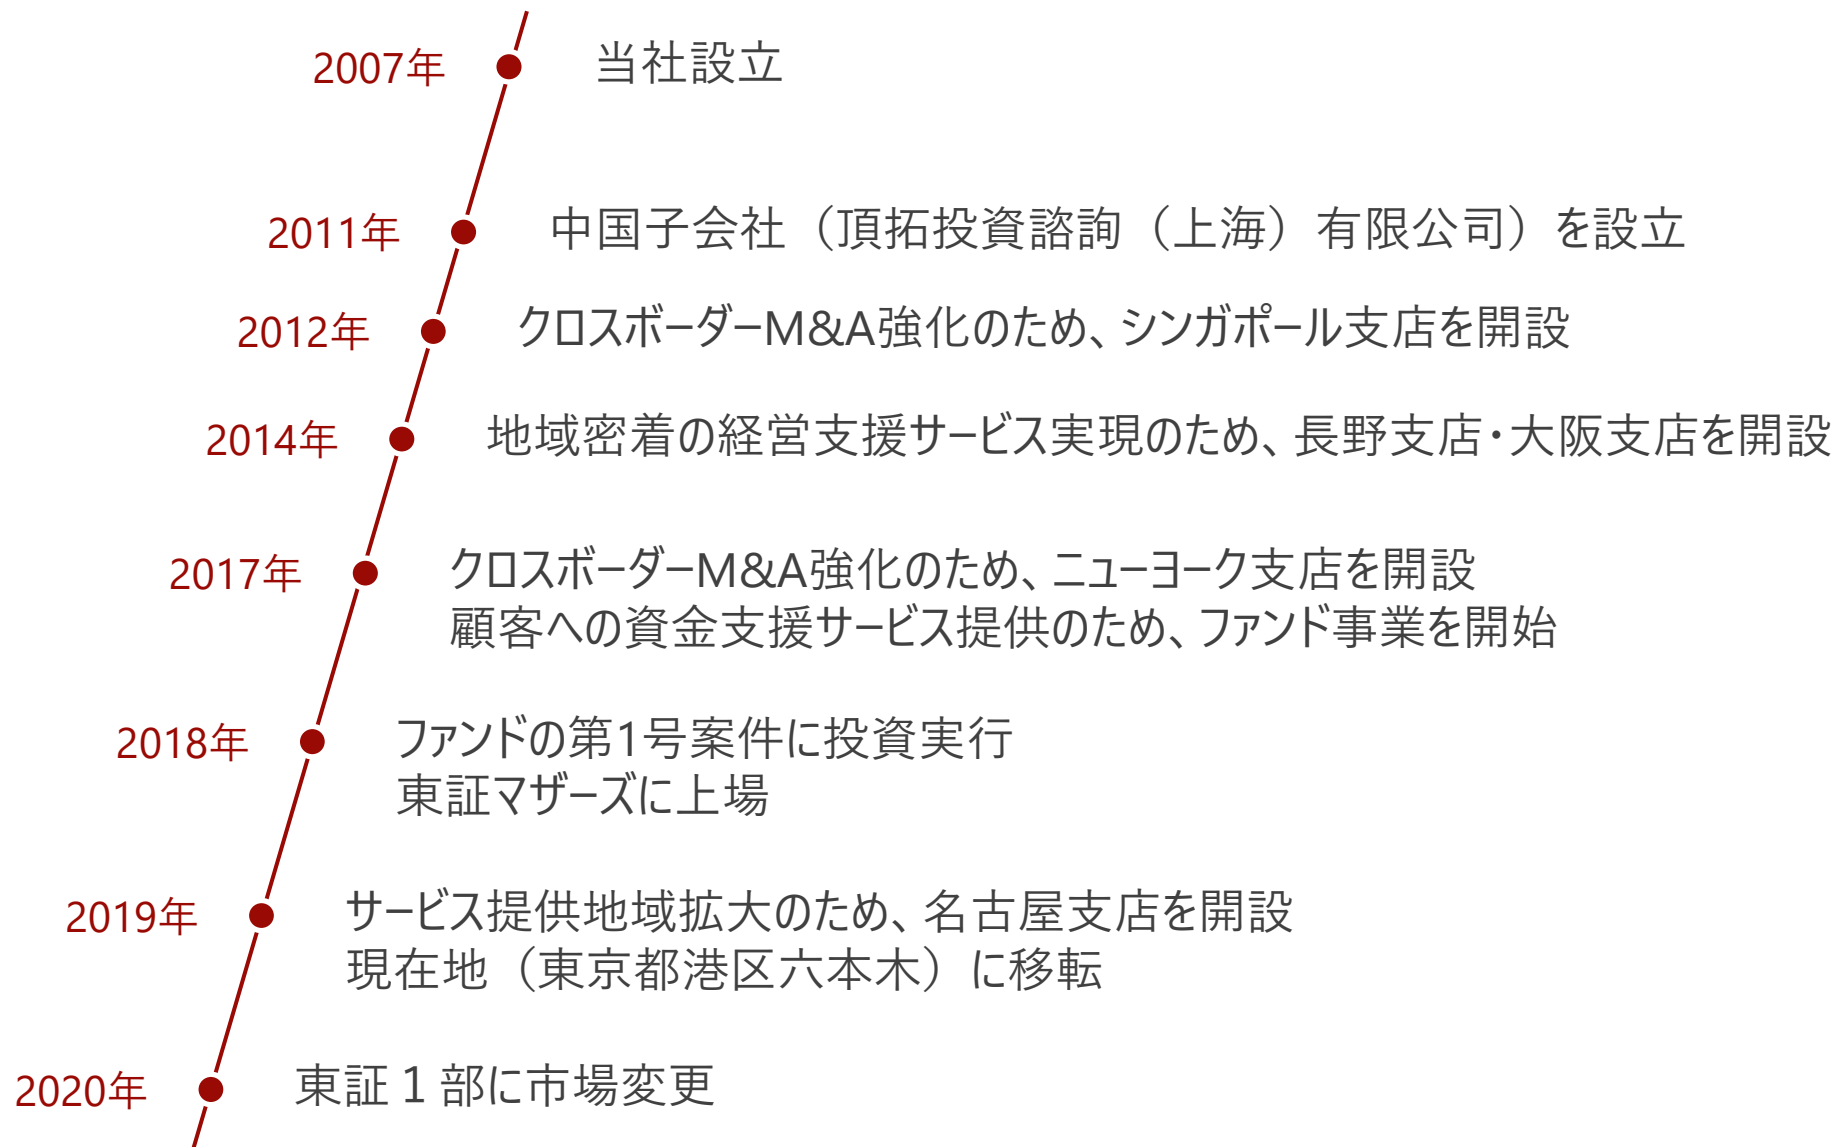 2007年 当社設立
2011年 中国子会社（頂拓投資諮詢（上海）有限公司）を設立
2012年 クロスボーダーM&A強化のため、シンガポール支店を開設
2014年 地域密着の経営支援サービス実現のため、長野支店・大阪支店を開設
2017年 クロスボーダーM&A強化のため、ニューヨーク支店を開設
顧客への資金支援サービス提供のため、ファンド事業を開始
2018年 ファンドの第1号案件に投資実行
東証マザーズに上場
2019年 サービス提供地域拡大のため、名古屋支店を開設
現在地（東京都港区六本木）に移転
2020年 東証１部に市場変更